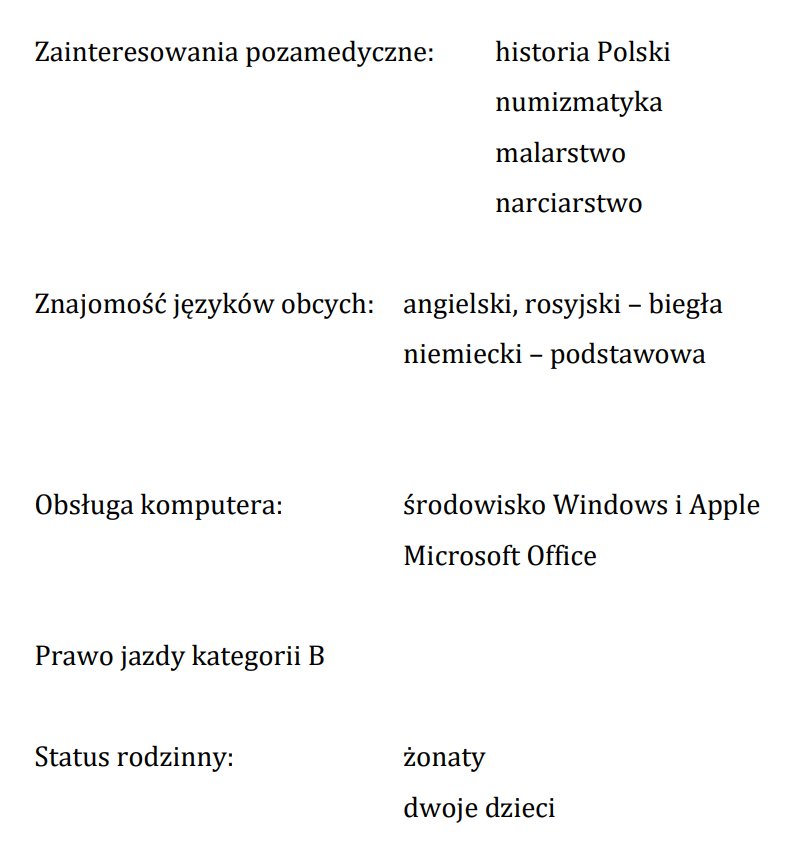 Zainteresowania pozamedyczne: historia Polski
numizmatyka
malarstwo
narciarstwo
Znajomość języków obcych: angielski, rosyjski – biegła
niemiecki – podstawowa
Obsługa komputera: środowisko Windows i Apple
Microsoft Office
Prawo jazdy kategorii B
Status rodzinny: żonaty
dwoje dzieci